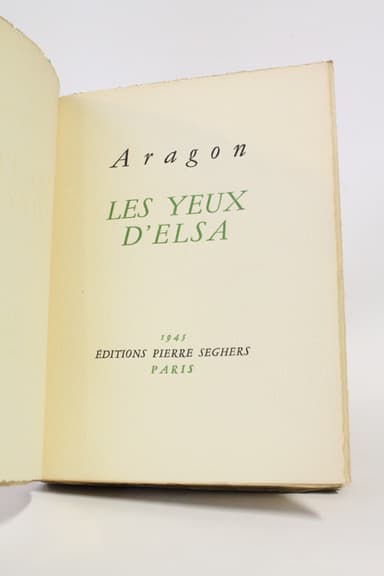 Aragon
LES YEUX
D'ELSA
1945
ÉDITIONS PIERRE SEGHERS
PARIS